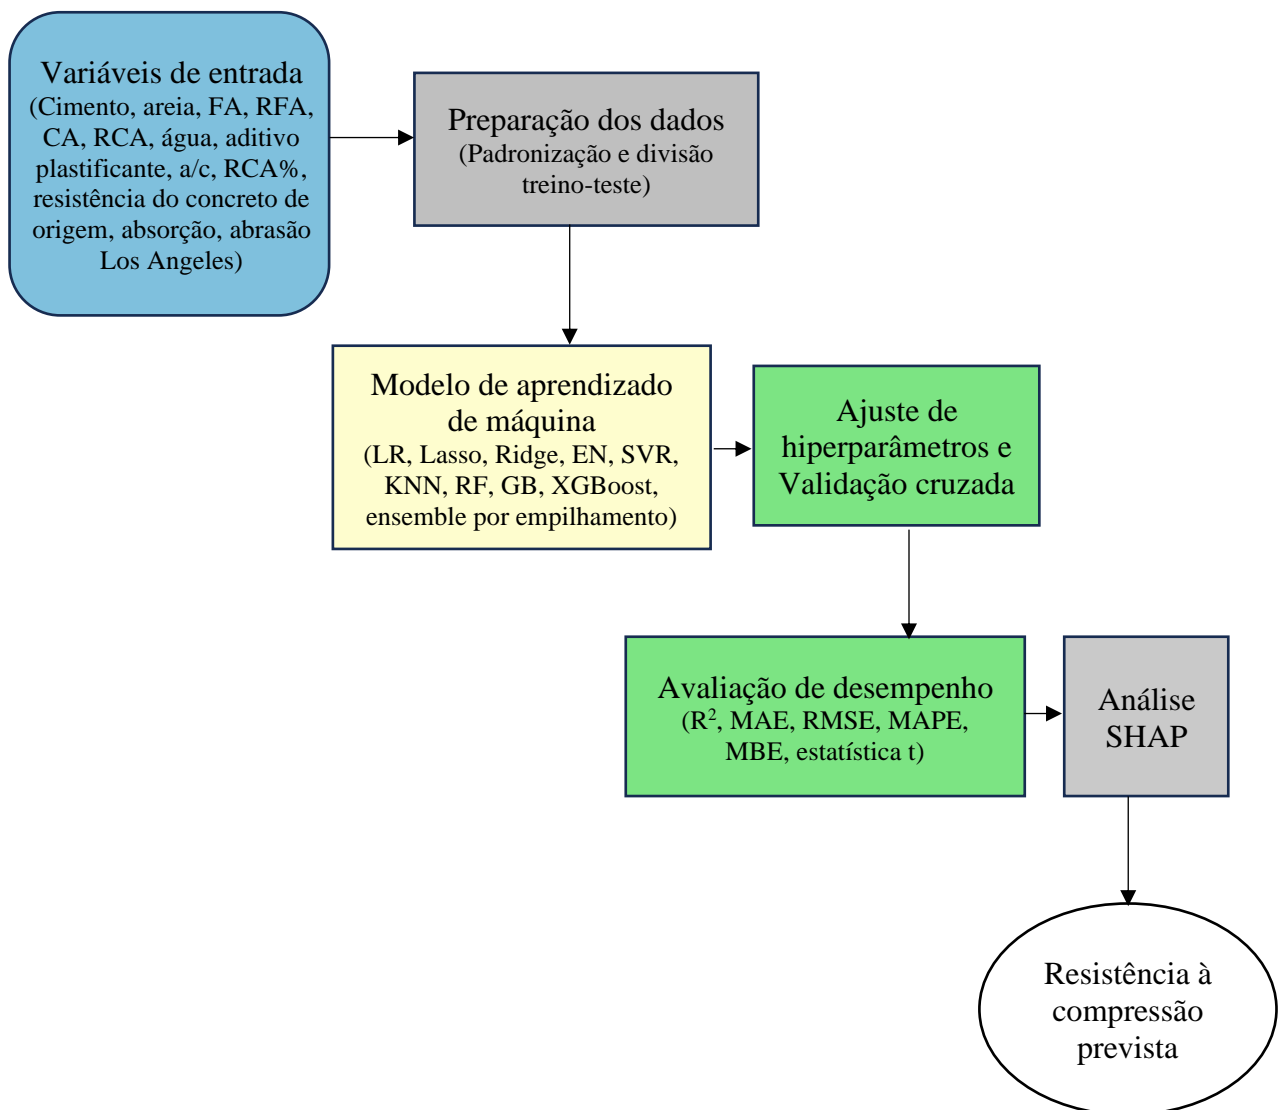 Variáveis de entrada
(Cimento, areia, FA, RFA,
CA, RCA, água, aditivo
plastificante, a/c, RCA%,
resistência do concreto de
origem, absorção, abrasão
Los Angeles)
Preparação dos dados
(Padronização e divisão
treino-teste)
Modelo de aprendizado
de máquina
(LR, Lasso, Ridge, EN, SVR,
KNN, RF, GB, XGBoost,
ensemble por empilhamento)
Ajuste de
hiperparâmetros e
Validação cruzada
Avaliação de desempenho
(R², MAE, RMSE, MAPE,
MBE, estatística t)
Análise
SHAP
Resistência à
compressão
prevista